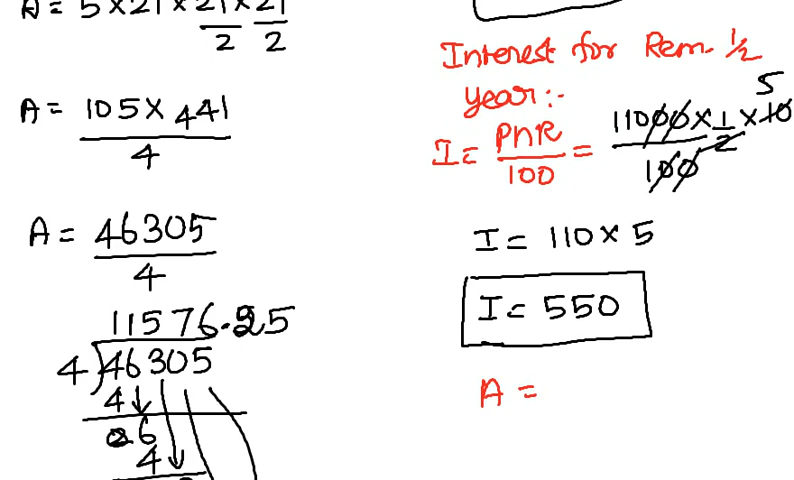 A = 5 × 21 × 21/2 × 21/2
A = 105 × 441 / 4
A = 46305 / 4
11576.25
4)46305
4
26
4
Interest for Rem. 1/2
year:-
I = PnR/100 = 11000 × 1/2 × 10 / 100
5
I = 110 × 5
I = 550
A =